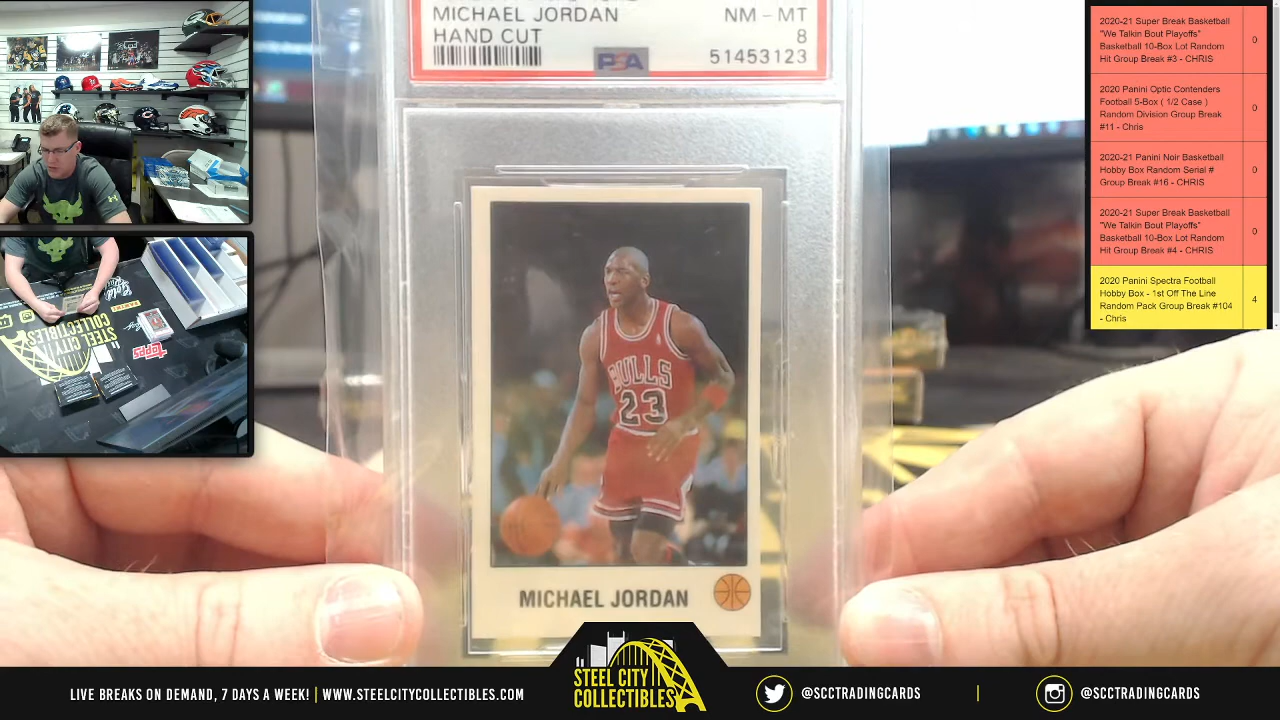 MICHAEL JORDAN
NM - MT
HAND CUT
8
PSA
51453123
BULLS
23
MICHAEL JORDAN
2020-21 Super Break Basketball
"We Talkin Bout Playoffs"
Basketball 10-Box Lot Random
Hit Group Break #3 - CHRIS
0
2020 Panini Optic Contenders
Football 5-Box ( 1/2 Case )
Random Division Group Break
#11 - Chris
0
2020-21 Panini Noir Basketball
Hobby Box Random Serial #
Group Break #16 - CHRIS
0
2020-21 Super Break Basketball
"We Talkin Bout Playoffs"
Basketball 10-Box Lot Random
Hit Group Break #4 - CHRIS
0
2020 Panini Spectra Football
Hobby Box - 1st Off The Line
Random Pack Group Break #104
- Chris
4
STEEL CITY
COLLECTIBLES
PANINI
Topps
LIVE BREAKS ON DEMAND, 7 DAYS A WEEK! | WWW.STEELCITYCOLLECTIBLES.COM
STEEL CITY
COLLECTIBLES
@SCCTRADINGCARDS
@SCCTRADINGCARDS